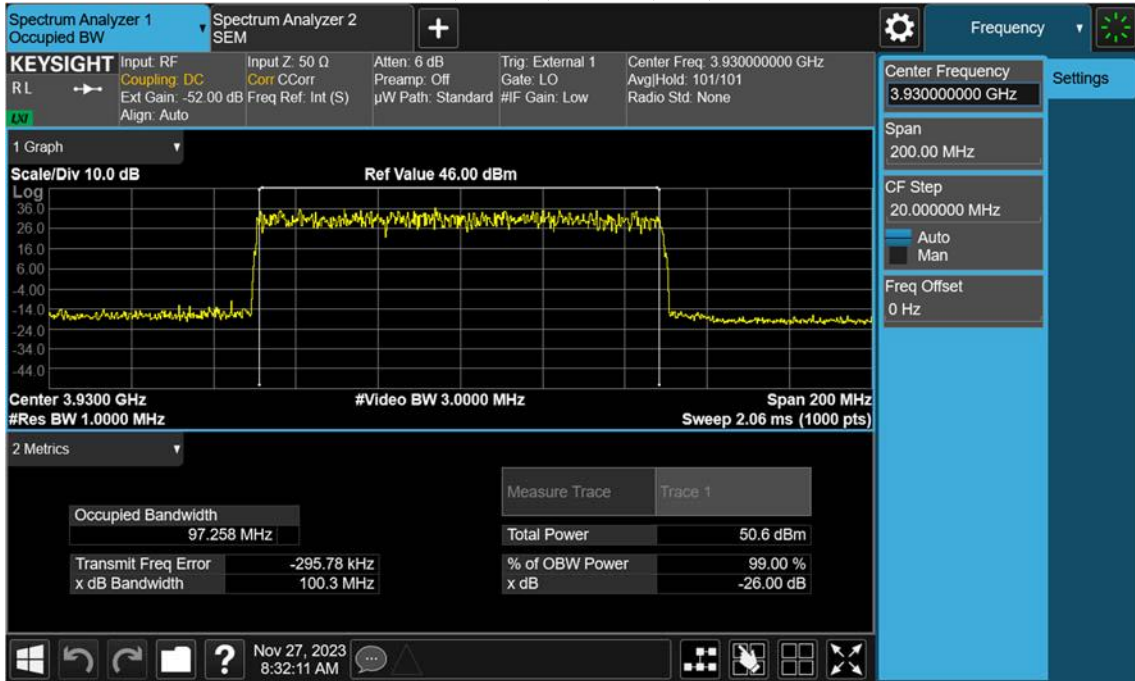 Spectrum Analyzer 1
Occupied BW
Spectrum Analyzer 2
SEM
Frequency
KEYSIGHT
R L
LXI
Input: RF
Coupling: DC
Ext Gain: -52.00 dB
Align: Auto
Input Z: 50 Ω
Corr CCorr
Freq Ref: Int (S)
Atten: 6 dB
Preamp: Off
µW Path: Standard
Trig: External 1
Gate: LO
#IF Gain: Low
Center Freq: 3.930000000 GHz
Avg|Hold: 101/101
Radio Std: None
Center Frequency
3.930000000 GHz
Settings
Span
200.00 MHz
CF Step
20.000000 MHz
Auto
Man
Freq Offset
0 Hz
1 Graph
Scale/Div 10.0 dB
Ref Value 46.00 dBm
Log
36.0
26.0
16.0
6.00
-4.00
-14.0
-24.0
-34.0
-44.0
Center 3.9300 GHz
#Video BW 3.0000 MHz
Span 200 MHz
#Res BW 1.0000 MHz
Sweep 2.06 ms (1000 pts)
2 Metrics
Measure Trace
Trace 1
Occupied Bandwidth
97.258 MHz
Total Power
50.6 dBm
Transmit Freq Error
-295.78 kHz
% of OBW Power
99.00 %
x dB Bandwidth
100.3 MHz
x dB
-26.00 dB
?
Nov 27, 2023
8:32:11 AM